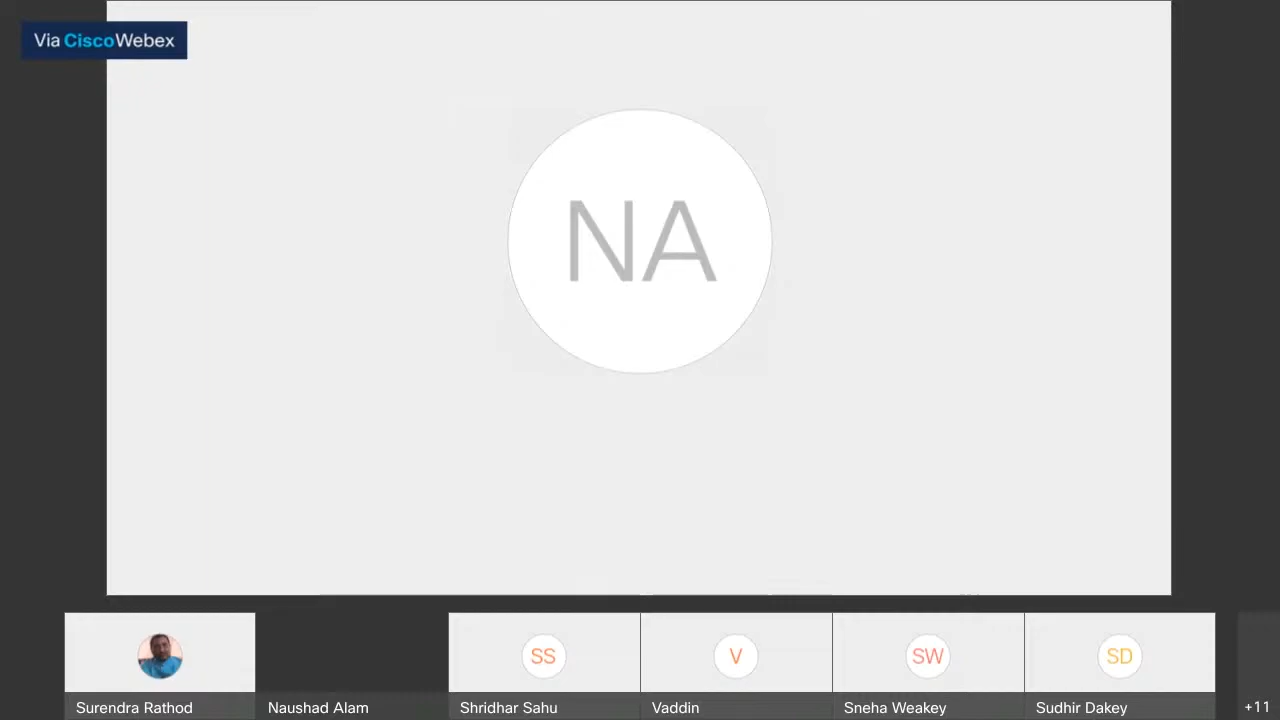 Via CiscoWebex
NA
SS
V
SW
SD
Surendra Rathod
Naushad Alam
Shridhar Sahu
Vaddin
Sneha Weakey
Sudhir Dakey
+11